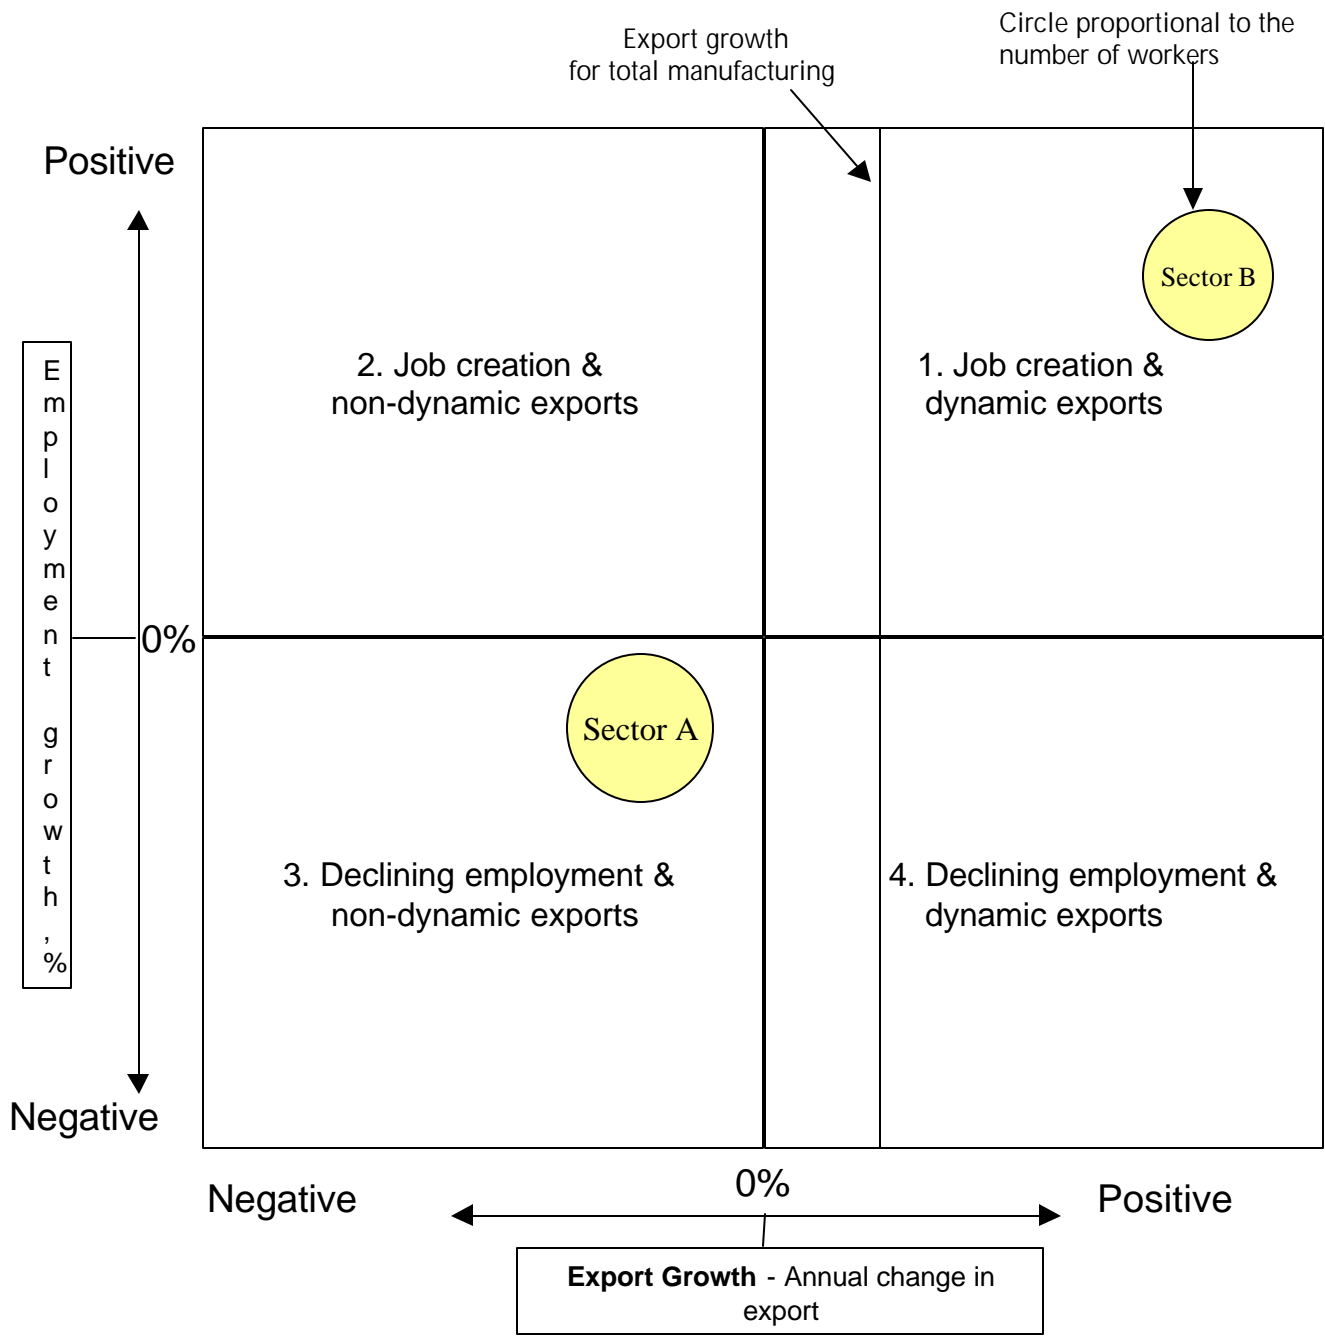 Circle proportional to the
number of workers
Export growth
for total manufacturing
Positive
Sector B
2. Job creation &
non-dynamic exports
1. Job creation &
dynamic exports
Employment growth, %
0%
Sector A
3. Declining employment &
non-dynamic exports
4. Declining employment &
dynamic exports
Negative
Negative
0%
Positive
Export Growth - Annual change in
export